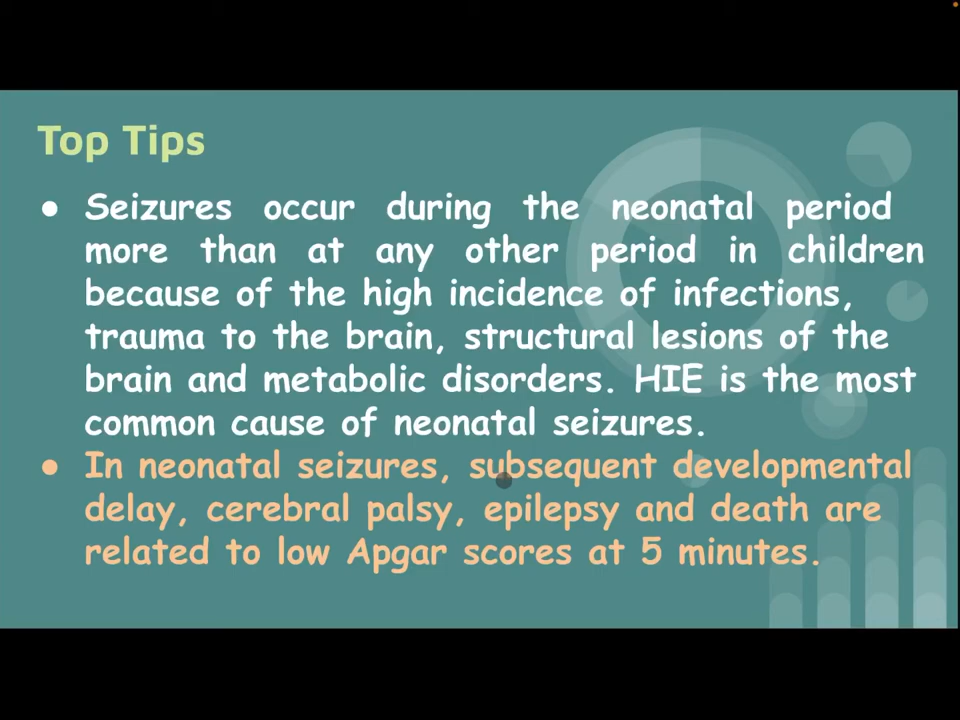 Top Tips
● Seizures occur during the neonatal period
more than at any other period in children
because of the high incidence of infections,
trauma to the brain, structural lesions of the
brain and metabolic disorders. HIE is the most
common cause of neonatal seizures.
● In neonatal seizures, subsequent developmental
delay, cerebral palsy, epilepsy and death are
related to low Apgar scores at 5 minutes.